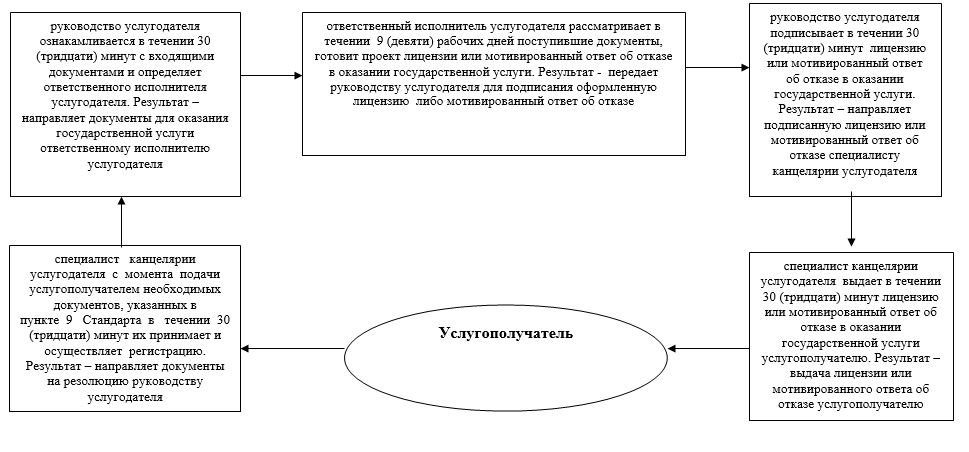 руководство услугодателя
ознакамливается в течении 30
(тридцати) минут с входящими
документами и определяет
ответственного исполнителя
услугодателя. Результат –
направляет документы для оказания
государственной услуги
ответственному исполнителю
услугодателя
ответственный исполнитель услугодателя рассматривает в
течении 9 (девяти) рабочих дней поступившие документы,
готовит проект лицензии или мотивированный ответ об отказе
в оказании государственной услуги. Результат - передает
руководству услугодателя для подписания оформленную
лицензию либо мотивированный ответ об отказе
руководство услугодателя
подписывает в течении 30
(тридцати) минут лицензию
или мотивированный ответ
об отказе в оказании
государственной услуги.
Результат – направляет
подписанную лицензию или
мотивированный ответ об
отказе специалисту
канцелярии услугодателя
специалист канцелярии
услугодателя с момента подачи
услугополучателем необходимых
документов, указанных в
пункте 9 Стандарта в течении 30
(тридцати) минут их принимает и
осуществляет регистрацию.
Результат – направляет документы
на резолюцию руководству
услугодателя
Услугополучатель
специалист канцелярии
услугодателя выдает в течении
30 (тридцати) минут лицензию
или мотивированный ответ об
отказе в оказании
государственной услуги
услугополучателю. Результат –
выдача лицензии или
мотивированного ответа об
отказе услугополучателю